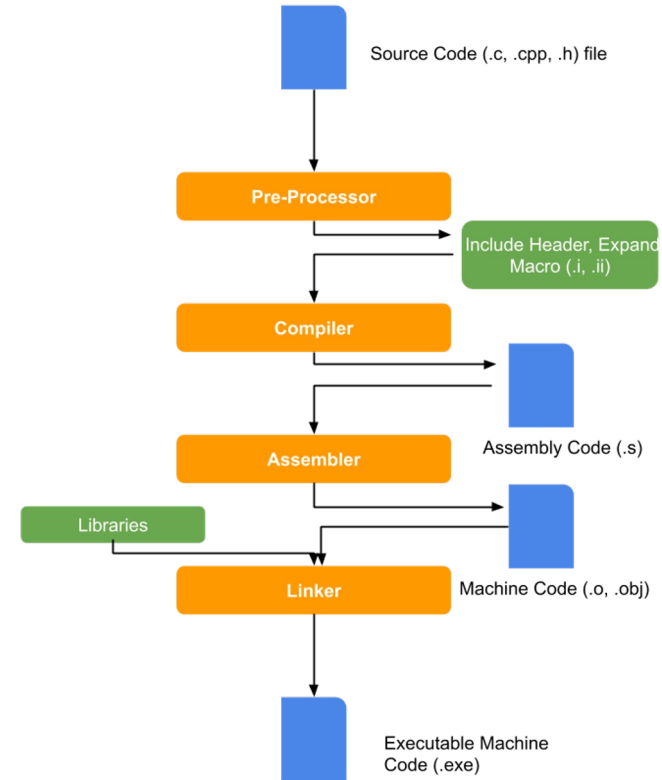 Source Code (.c, .cpp, .h) file
Pre-Processor
Include Header, Expand
Macro (.i, .ii)
Compiler
Assembly Code (.s)
Assembler
Libraries
Machine Code (.o, .obj)
Linker
Executable Machine
Code (.exe)